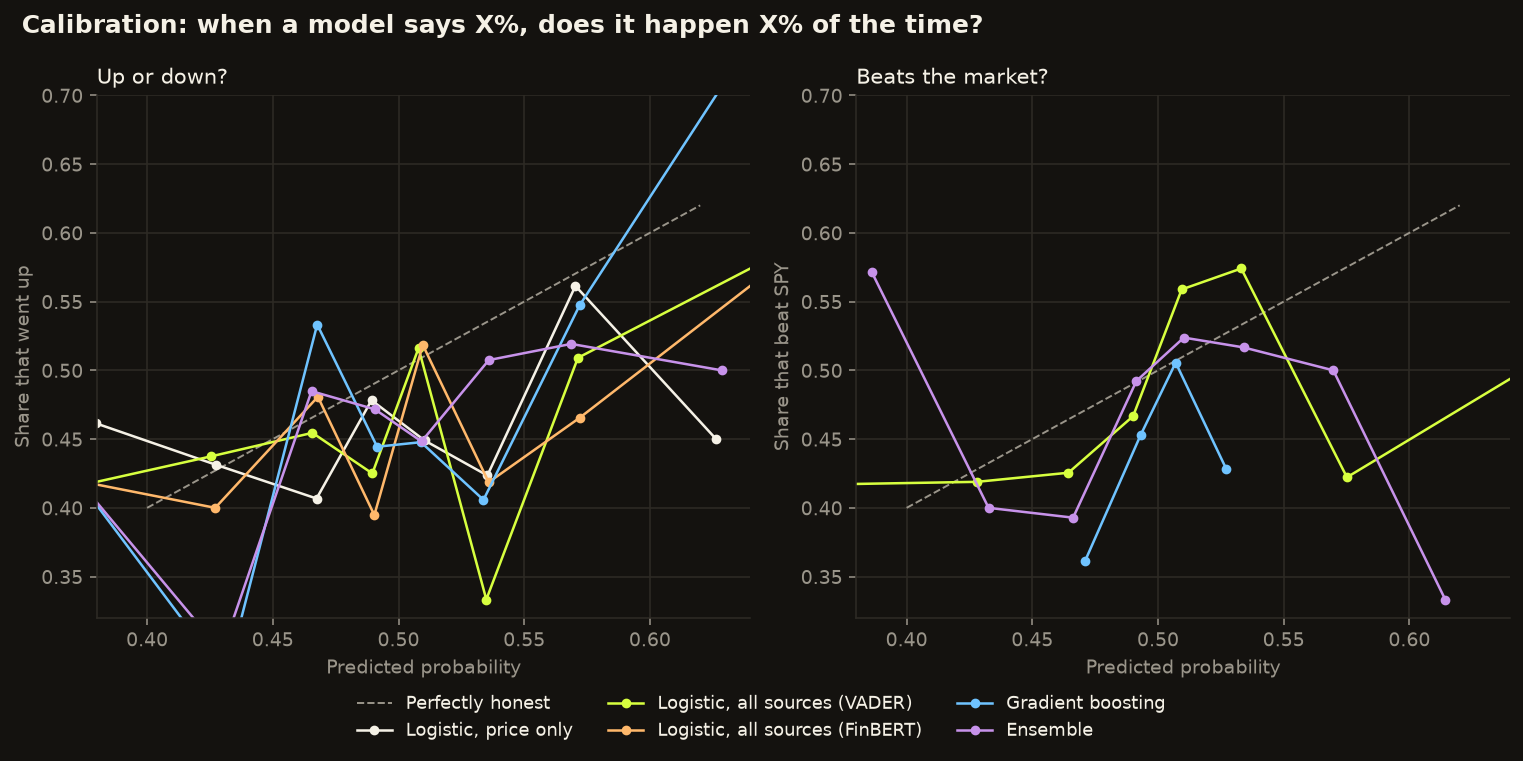 Calibration: when a model says X%, does it happen X% of the time?
Up or down?
0.70
0.65
0.60
0.55
0.50
0.45
0.40
0.35
Share that went up
0.40 0.45 0.50 0.55 0.60
Predicted probability
Beats the market?
0.70
0.65
0.60
0.55
0.50
0.45
0.40
0.35
Share that beat SPY
0.40 0.45 0.50 0.55 0.60
Predicted probability
Perfectly honest
Logistic, price only
Logistic, all sources (VADER)
Logistic, all sources (FinBERT)
Gradient boosting
Ensemble